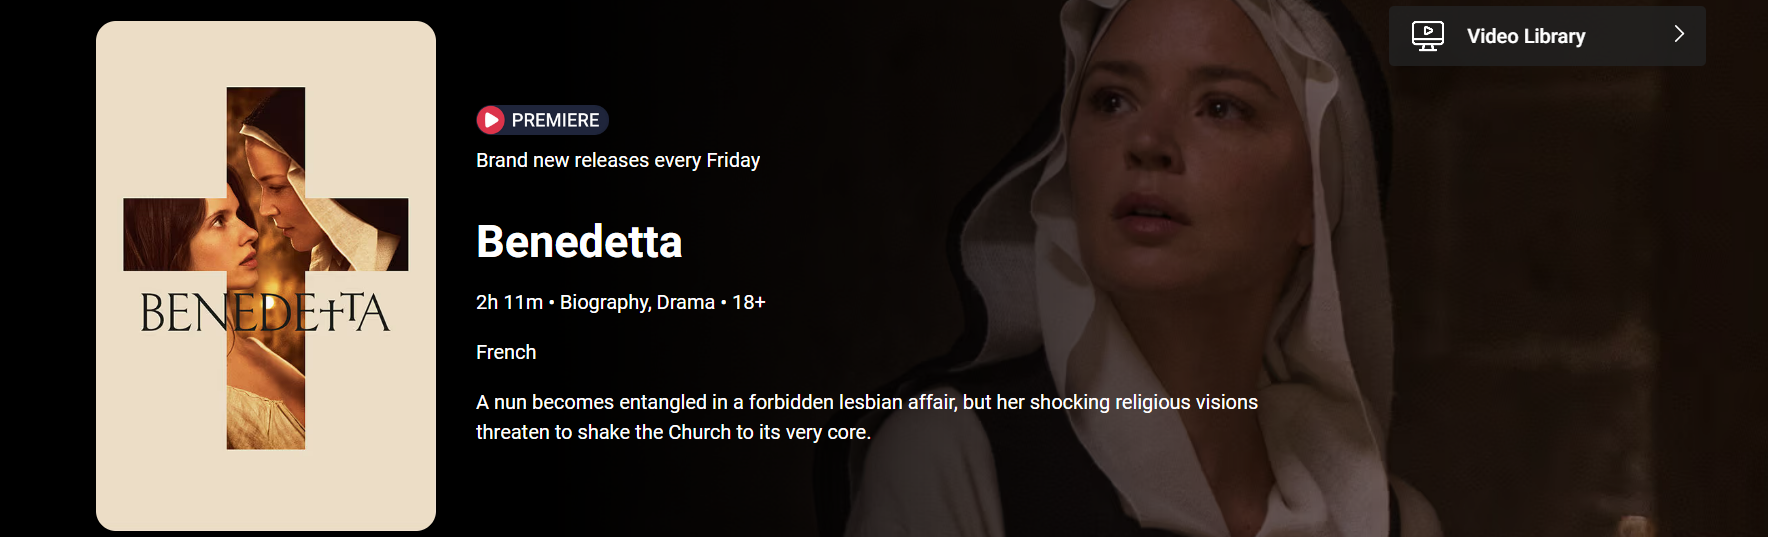 Video Library
PREMIERE
Brand new releases every Friday
Benedetta
2h 11m • Biography, Drama • 18+
French
A nun becomes entangled in a forbidden lesbian affair, but her shocking religious visions
threaten to shake the Church to its very core.
BENEDETTA